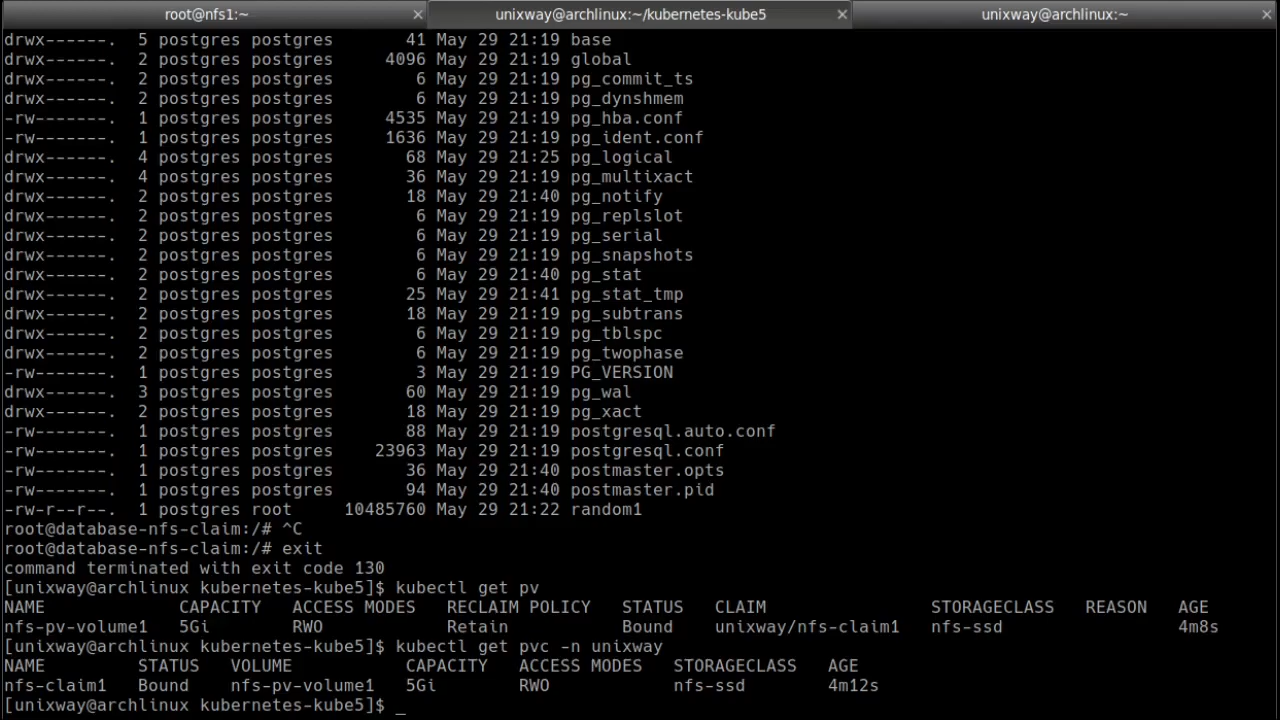 root@nfs1:~ × unixway@archlinux:~/kubernetes-kube5 × unixway@archlinux:~ ×
drwx------. 5 postgres postgres 41 May 29 21:19 base
drwx------. 2 postgres postgres 4096 May 29 21:19 global
drwx------. 2 postgres postgres 6 May 29 21:19 pg_commit_ts
drwx------. 2 postgres postgres 6 May 29 21:19 pg_dynshmem
-rw-------. 1 postgres postgres 4535 May 29 21:19 pg_hba.conf
-rw-------. 1 postgres postgres 1636 May 29 21:19 pg_ident.conf
drwx------. 4 postgres postgres 68 May 29 21:25 pg_logical
drwx------. 4 postgres postgres 36 May 29 21:19 pg_multixact
drwx------. 2 postgres postgres 18 May 29 21:40 pg_notify
drwx------. 2 postgres postgres 6 May 29 21:19 pg_replslot
drwx------. 2 postgres postgres 6 May 29 21:19 pg_serial
drwx------. 2 postgres postgres 6 May 29 21:19 pg_snapshots
drwx------. 2 postgres postgres 6 May 29 21:40 pg_stat
drwx------. 2 postgres postgres 25 May 29 21:41 pg_stat_tmp
drwx------. 2 postgres postgres 18 May 29 21:19 pg_subtrans
drwx------. 2 postgres postgres 6 May 29 21:19 pg_tblspc
drwx------. 2 postgres postgres 6 May 29 21:19 pg_twophase
-rw-------. 1 postgres postgres 3 May 29 21:19 PG_VERSION
drwx------. 3 postgres postgres 60 May 29 21:19 pg_wal
drwx------. 2 postgres postgres 18 May 29 21:19 pg_xact
-rw-------. 1 postgres postgres 88 May 29 21:19 postgresql.auto.conf
-rw-------. 1 postgres postgres 23963 May 29 21:19 postgresql.conf
-rw-------. 1 postgres postgres 36 May 29 21:40 postmaster.opts
-rw-------. 1 postgres postgres 94 May 29 21:40 postmaster.pid
-rw-r--r--. 1 postgres root 10485760 May 29 21:22 random1
root@database-nfs-claim:/# ^C
root@database-nfs-claim:/# exit
command terminated with exit code 130
[unixway@archlinux kubernetes-kube5]$ kubectl get pv
NAME CAPACITY ACCESS MODES RECLAIM POLICY STATUS CLAIM STORAGECLASS REASON AGE
nfs-pv-volume1 5Gi RWO Retain Bound unixway/nfs-claim1 nfs-ssd 4m8s
[unixway@archlinux kubernetes-kube5]$ kubectl get pvc -n unixway
NAME STATUS VOLUME CAPACITY ACCESS MODES STORAGECLASS AGE
nfs-claim1 Bound nfs-pv-volume1 5Gi RWO nfs-ssd 4m12s
[unixway@archlinux kubernetes-kube5]$ _